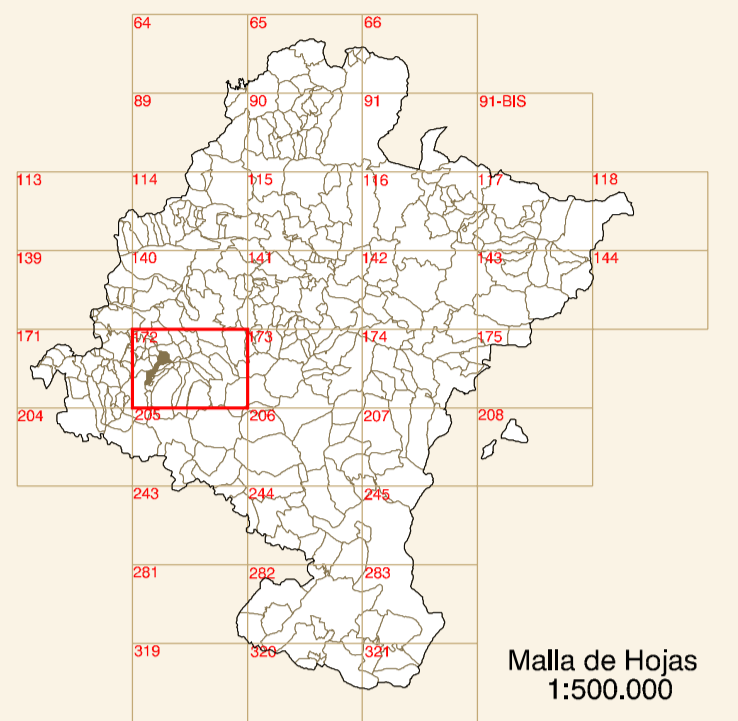 64 65 66
89 90 91 91-BIS
113 114 115 116 117 118
139 140 141 142 143 144
171 172 173 174 175
204 205 206 207 208
243 244 245
281 282 283
319 320 321
Malla de Hojas
1:500.000